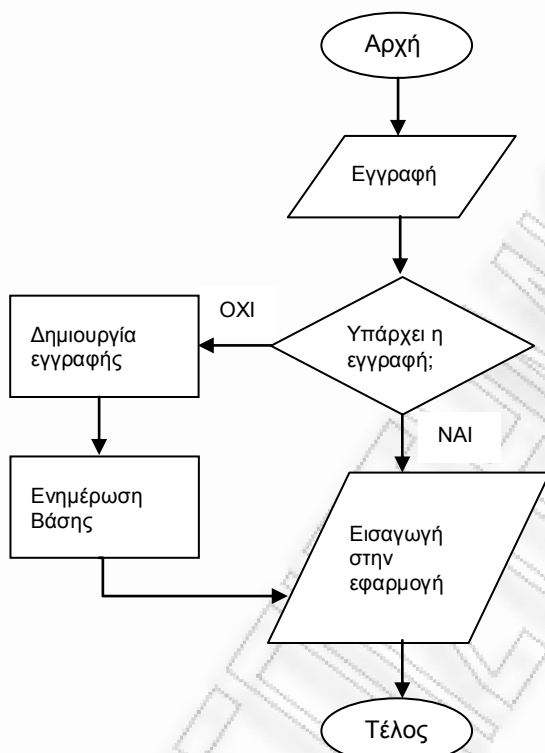 Αρχή
Εγγραφή
Υπάρχει η
εγγραφή;
ΟΧΙ
Δημιουργία
εγγραφής
Ενημέρωση
Βάσης
ΝΑΙ
Εισαγωγή
στην
εφαρμογή
Τέλος